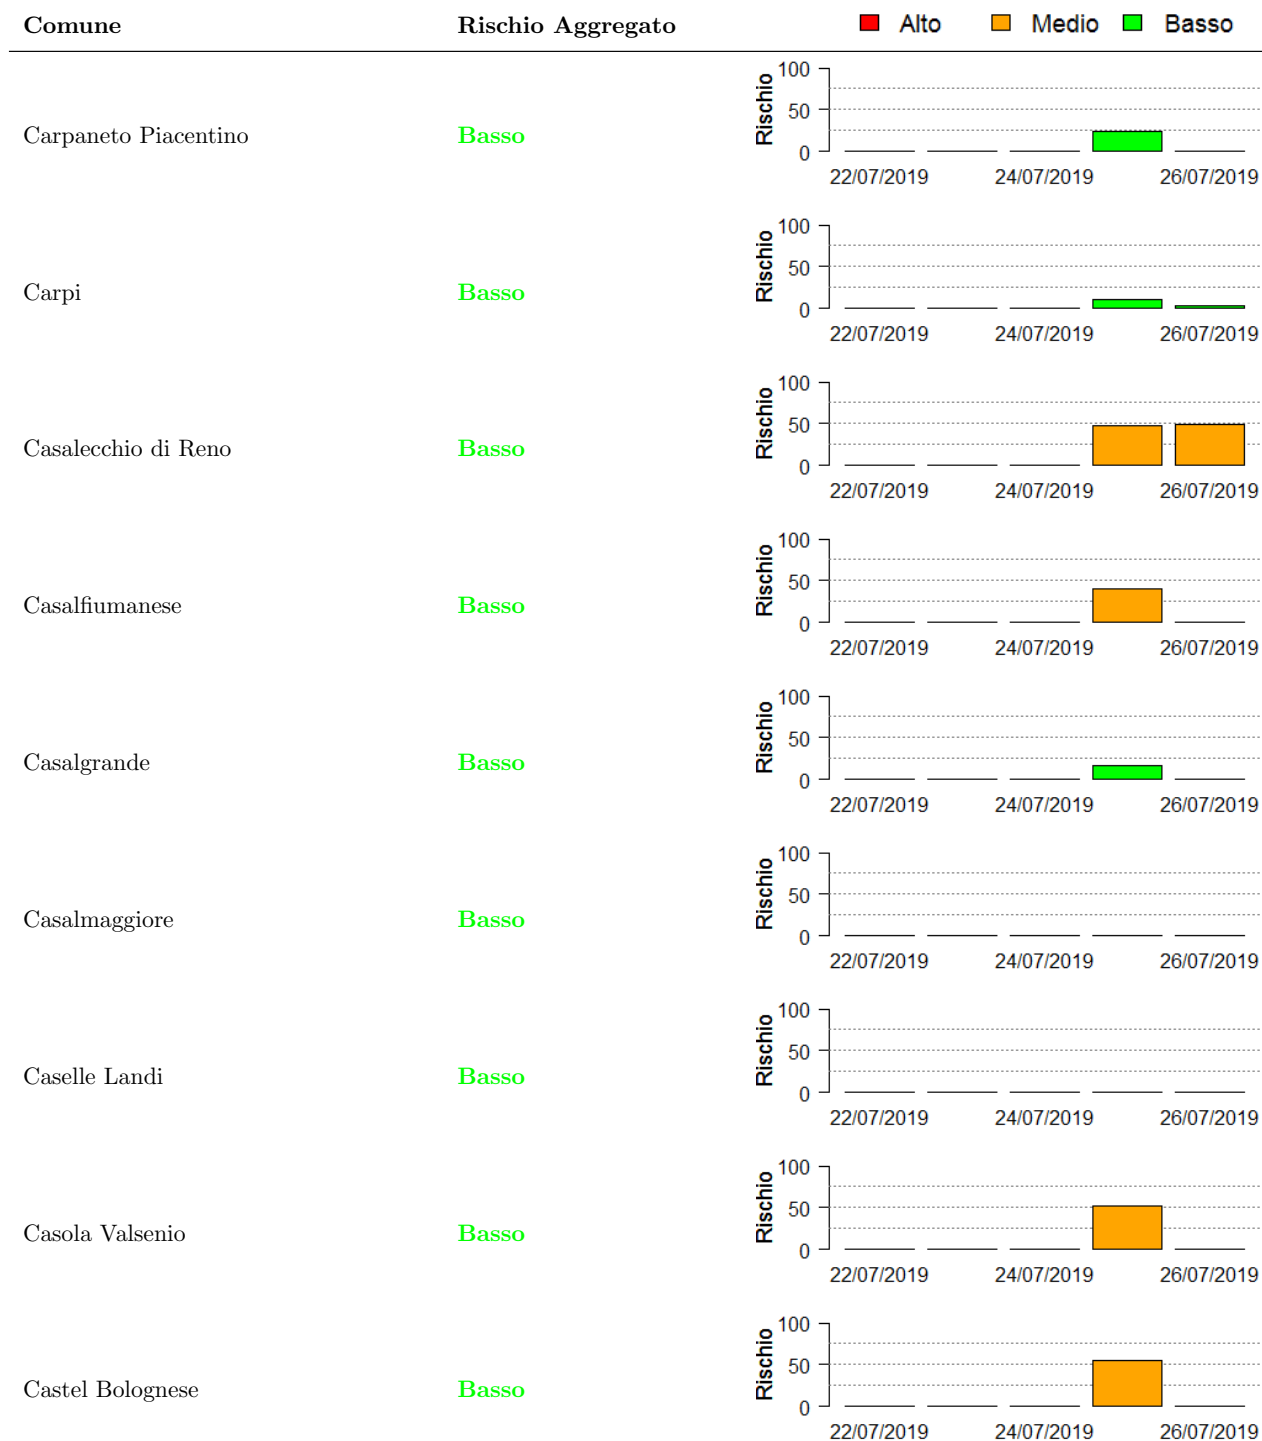 Comune Rischio Aggregato Alto Medio Basso
Carpaneto Piacentino Basso
Rischio
100
50
0
22/07/2019 24/07/2019 26/07/2019
Carpi Basso
Rischio
100
50
0
22/07/2019 24/07/2019 26/07/2019
Casalecchio di Reno Basso
Rischio
100
50
0
22/07/2019 24/07/2019 26/07/2019
Casalfiumanese Basso
Rischio
100
50
0
22/07/2019 24/07/2019 26/07/2019
Casalgrande Basso
Rischio
100
50
0
22/07/2019 24/07/2019 26/07/2019
Casalmaggiore Basso
Rischio
100
50
0
22/07/2019 24/07/2019 26/07/2019
Caselle Landi Basso
Rischio
100
50
0
22/07/2019 24/07/2019 26/07/2019
Casola Valsenio Basso
Rischio
100
50
0
22/07/2019 24/07/2019 26/07/2019
Castel Bolognese Basso
Rischio
100
50
0
22/07/2019 24/07/2019 26/07/2019